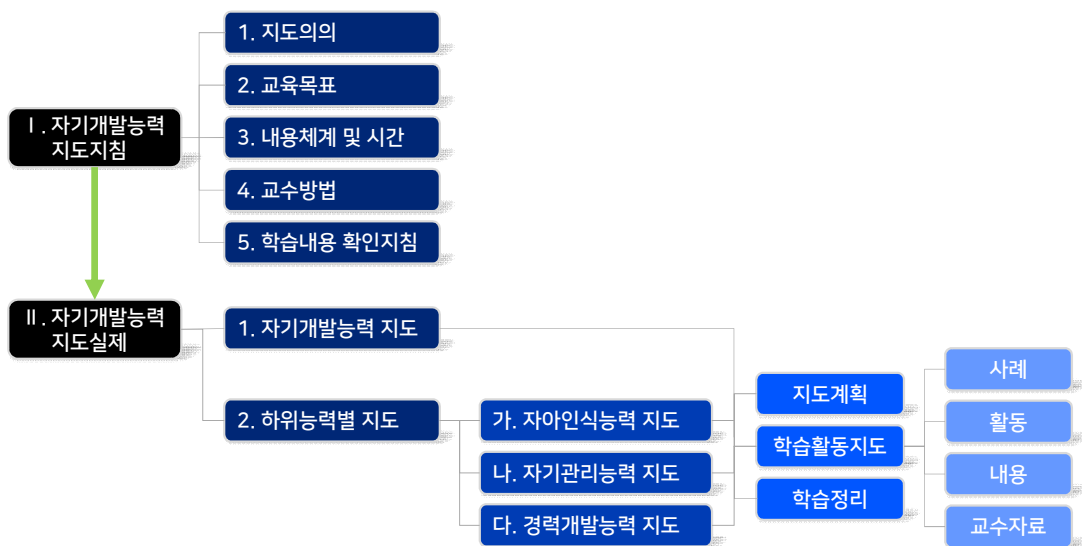 Ⅰ. 자기개발능력
지도지침
1. 지도의의
2. 교육목표
3. 내용체계 및 시간
4. 교수방법
5. 학습내용 확인지침
Ⅱ. 자기개발능력
지도실제
1. 자기개발능력 지도
2. 하위능력별 지도
가. 자아인식능력 지도
나. 자기관리능력 지도
다. 경력개발능력 지도
지도계획
학습활동지도
학습정리
사례
활동
내용
교수자료